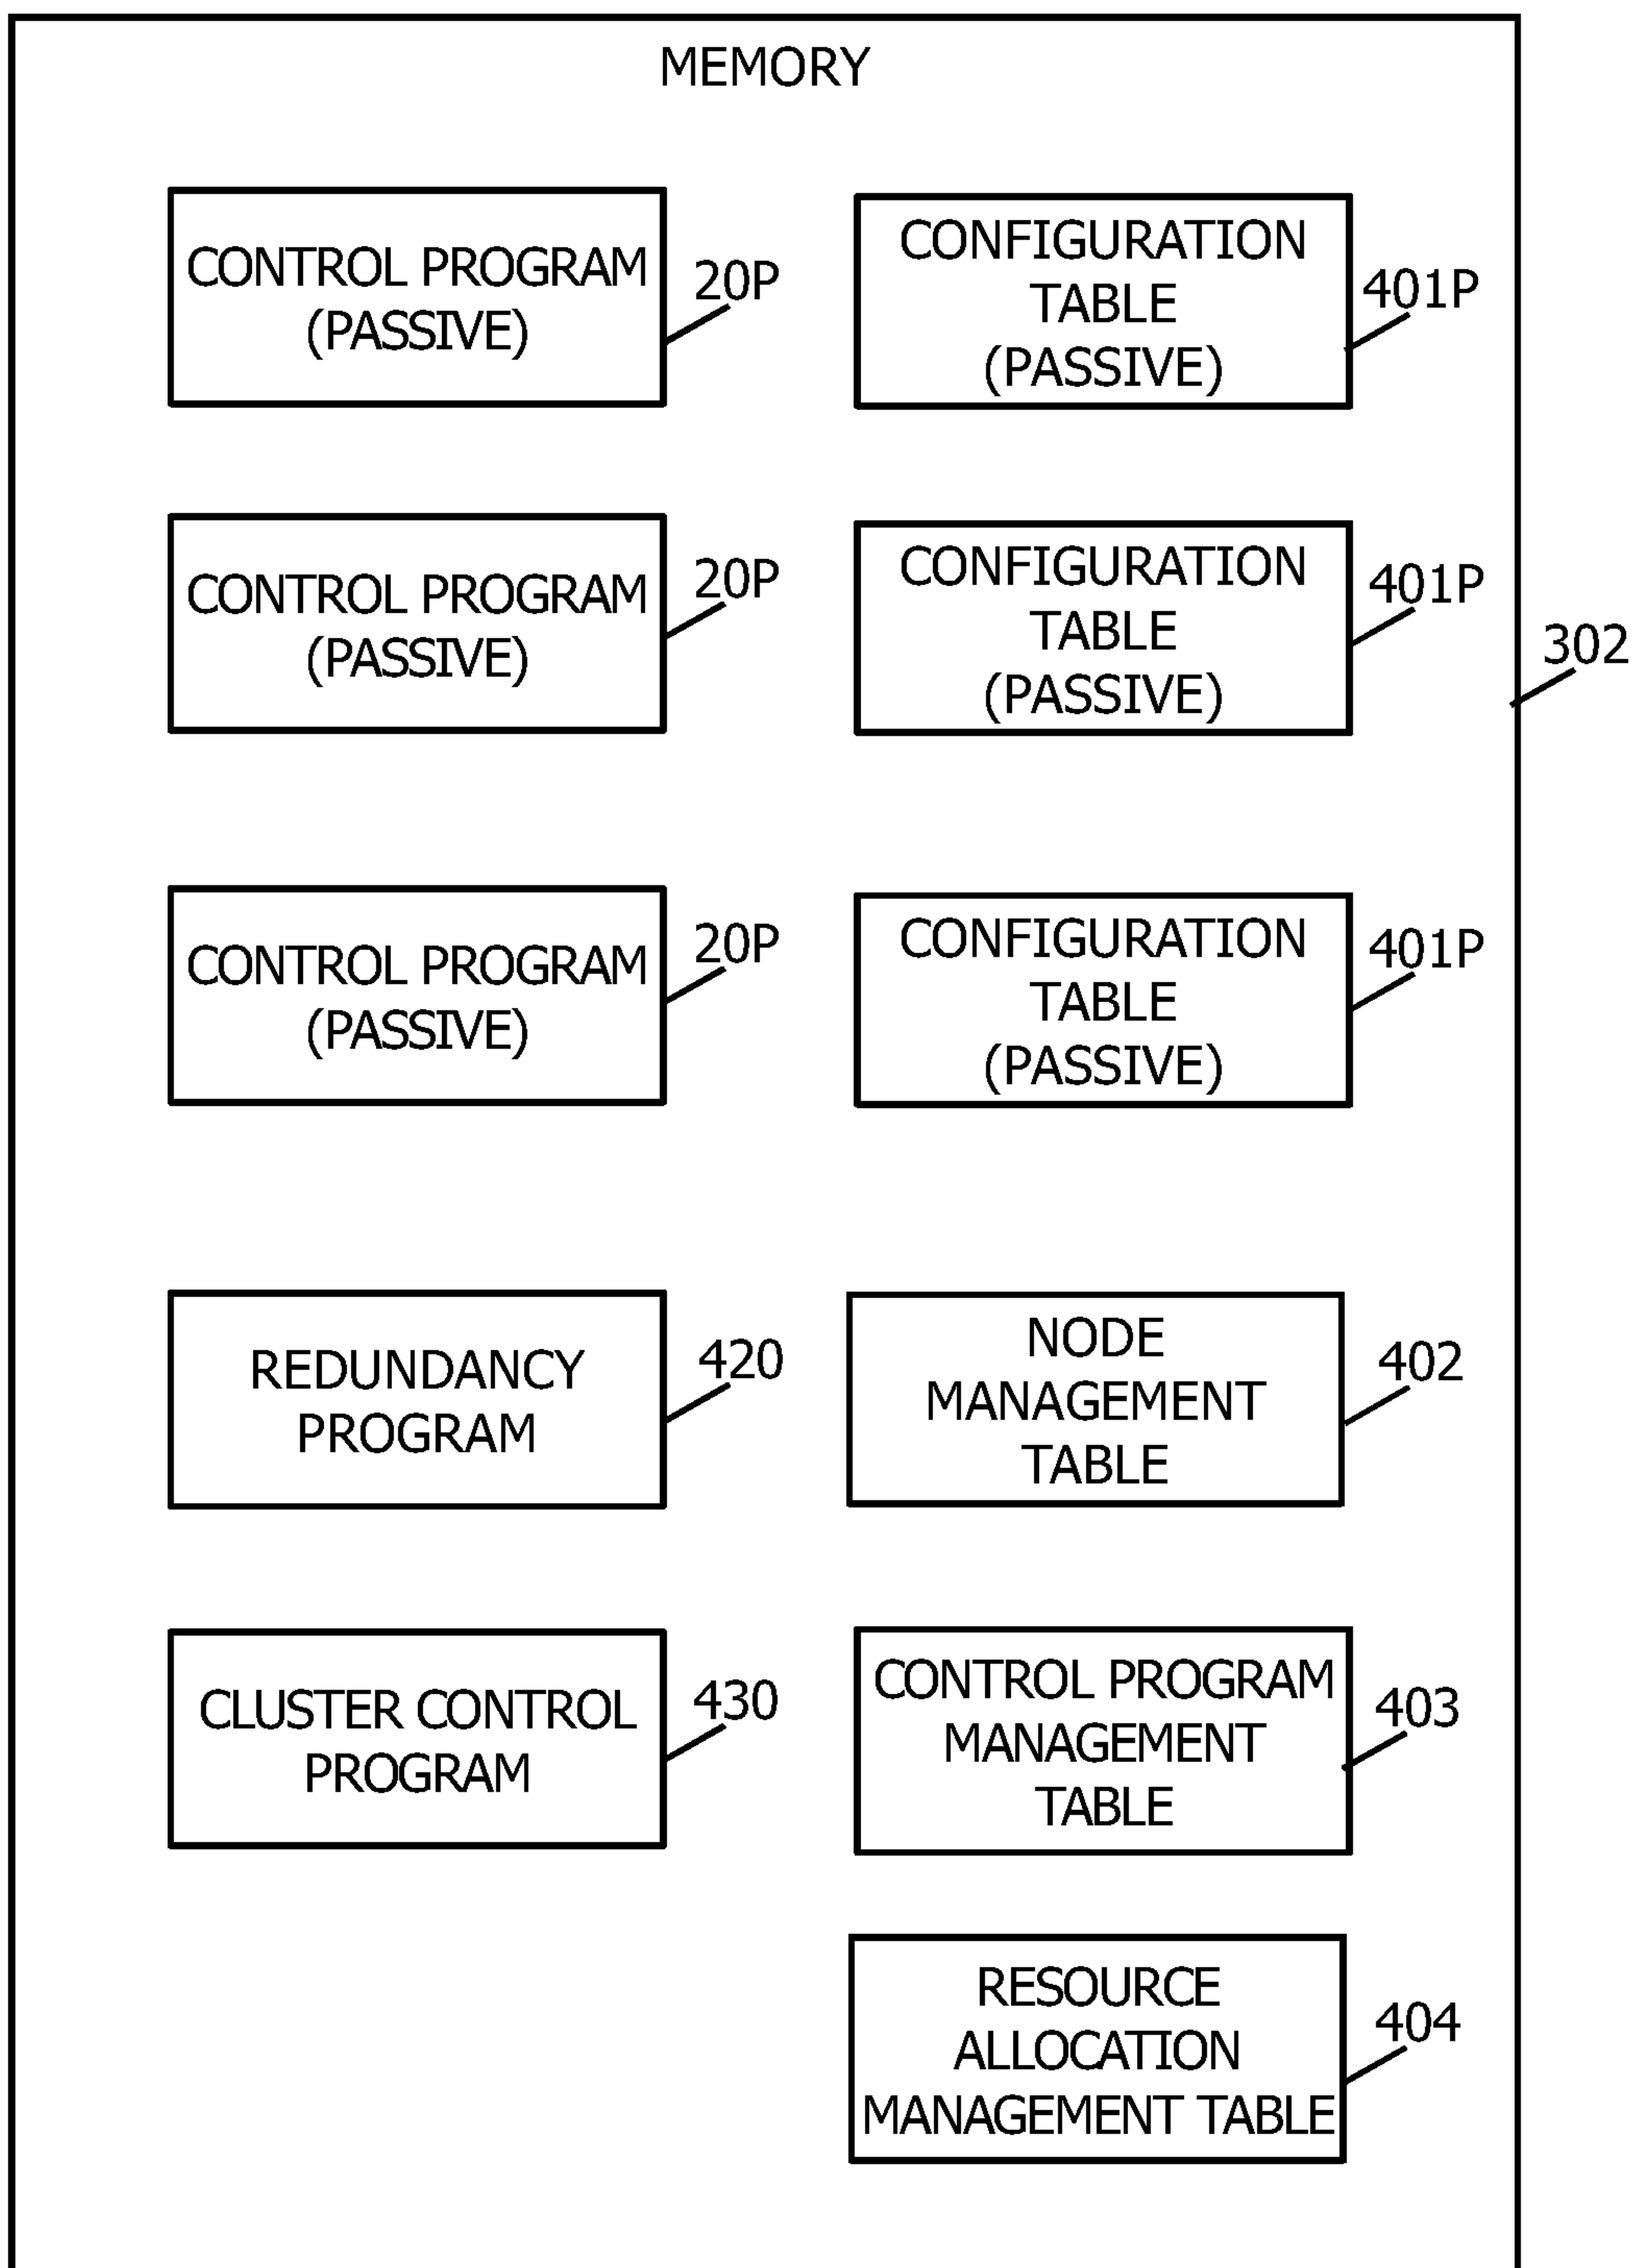 MEMORY
CONTROL PROGRAM
(PASSIVE)
20P
CONFIGURATION
TABLE
(PASSIVE)
401P
CONTROL PROGRAM
(PASSIVE)
20P
CONFIGURATION
TABLE
(PASSIVE)
401P
302
CONTROL PROGRAM
(PASSIVE)
20P
CONFIGURATION
TABLE
(PASSIVE)
401P
REDUNDANCY
PROGRAM
420
NODE
MANAGEMENT
TABLE
402
CLUSTER CONTROL
PROGRAM
430
CONTROL PROGRAM
MANAGEMENT
TABLE
403
RESOURCE
ALLOCATION
MANAGEMENT TABLE
404